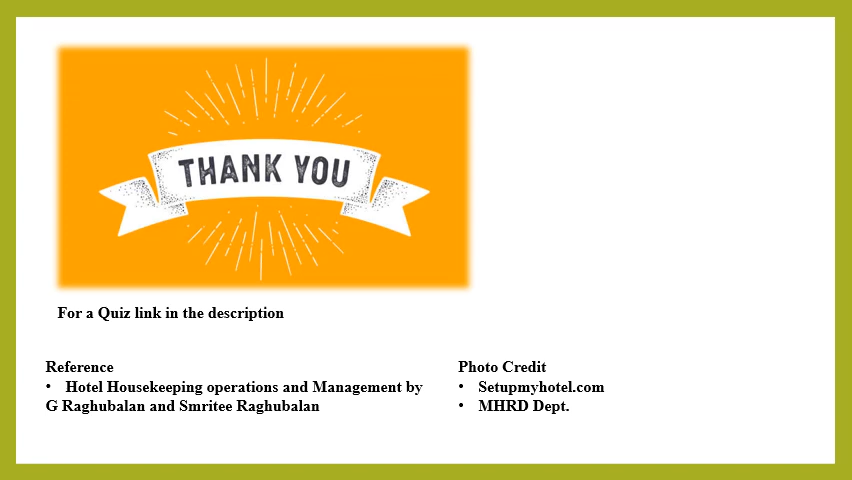 THANK YOU
For a Quiz link in the description
Reference
• Hotel Housekeeping operations and Management by
G Raghubalan and Smritee Raghubalan
Photo Credit
• Setupmyhotel.com
• MHRD Dept.